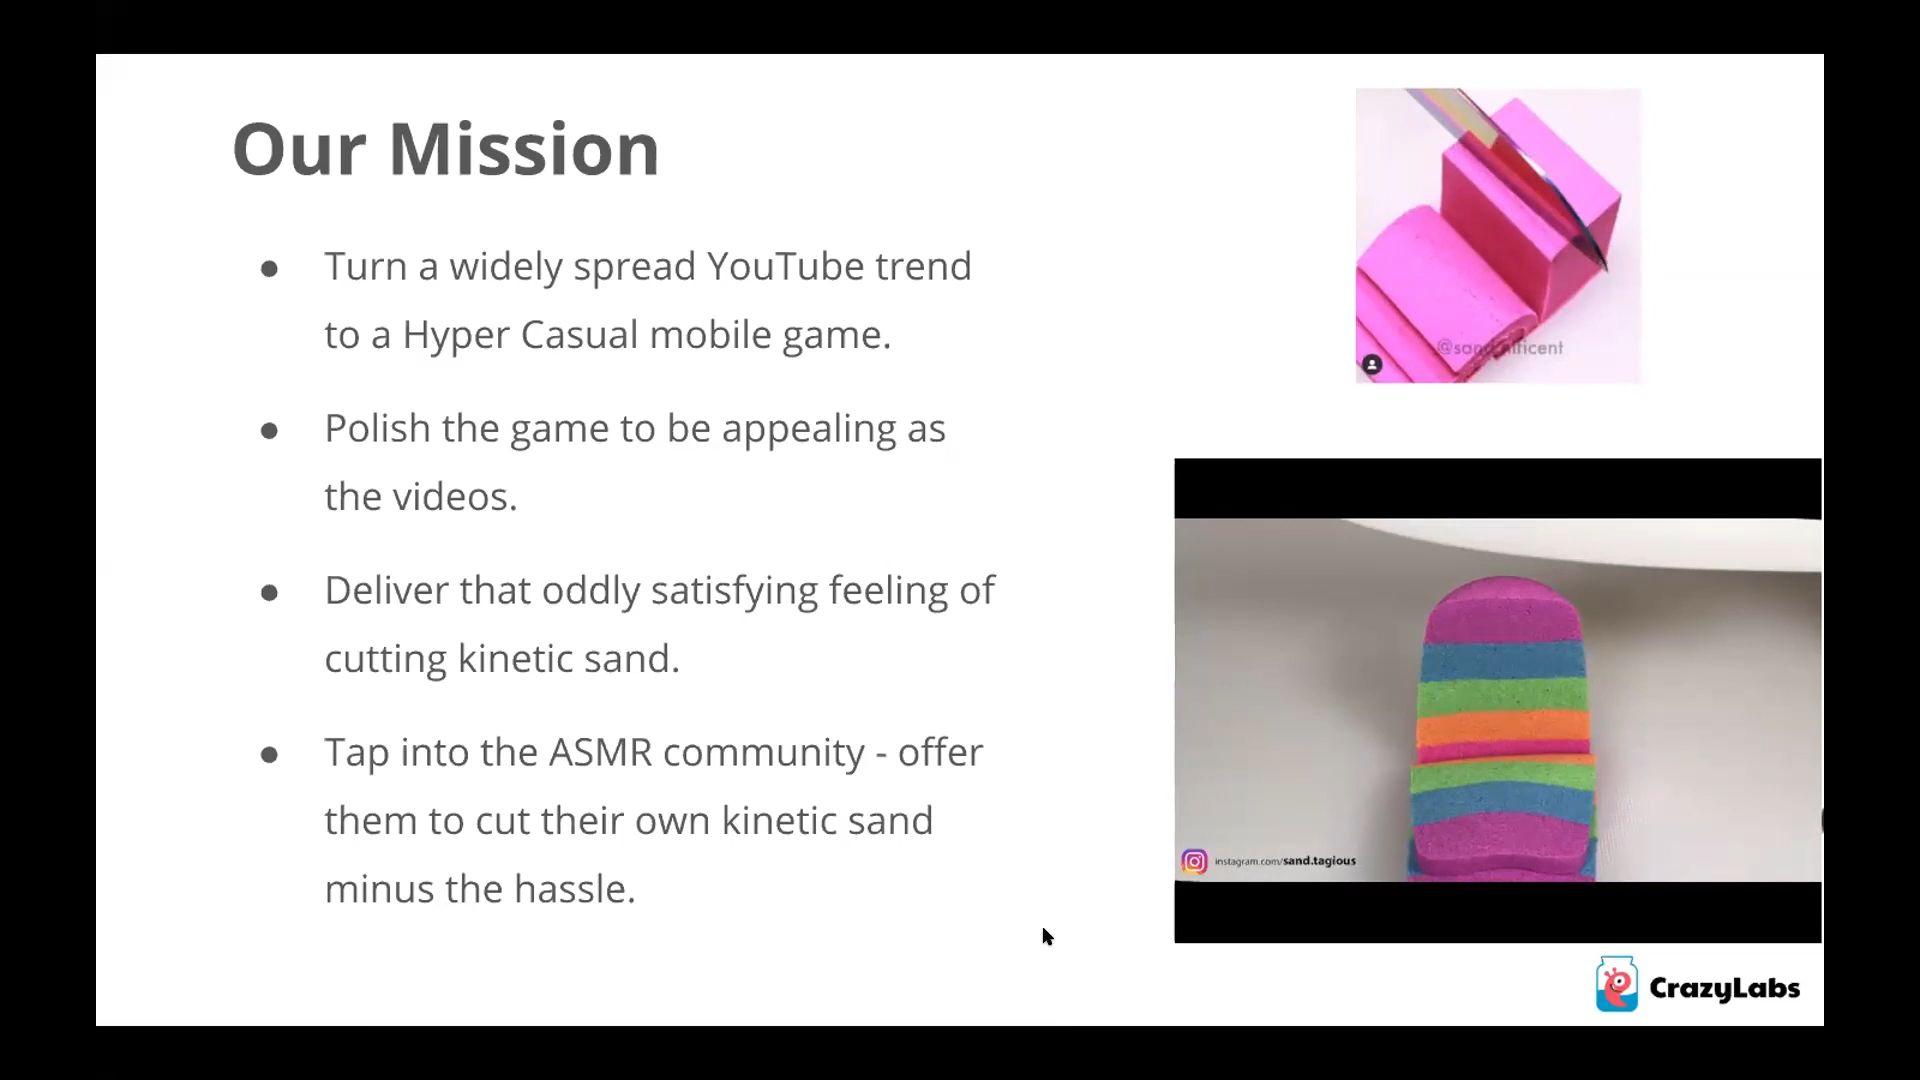 Our Mission
● Turn a widely spread YouTube trend
to a Hyper Casual mobile game.
● Polish the game to be appealing as
the videos.
● Deliver that oddly satisfying feeling of
cutting kinetic sand.
● Tap into the ASMR community - offer
them to cut their own kinetic sand
minus the hassle.
instagram.com/sand.tagious
CrazyLabs